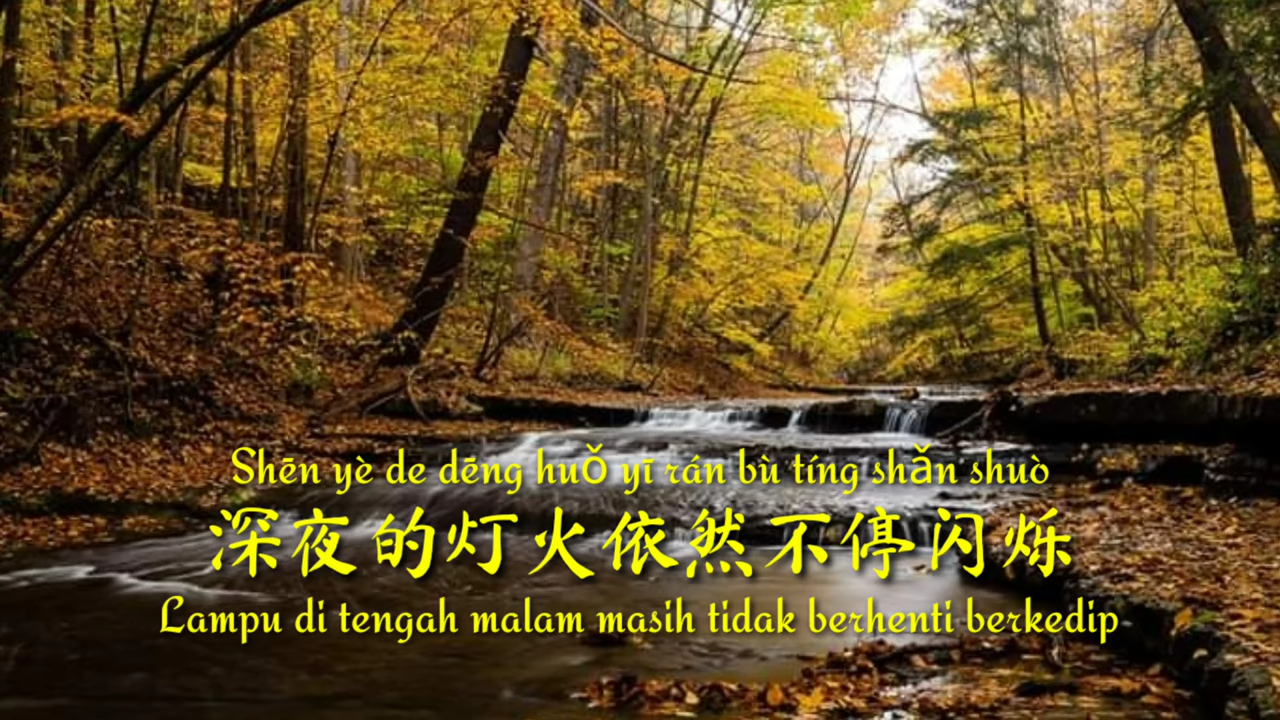 Shēn yè de dēng huǒ yī rán bù tíng shǎn shuò
深夜的灯火依然不停闪烁
Lampu di tengah malam masih tidak berhenti berkedip